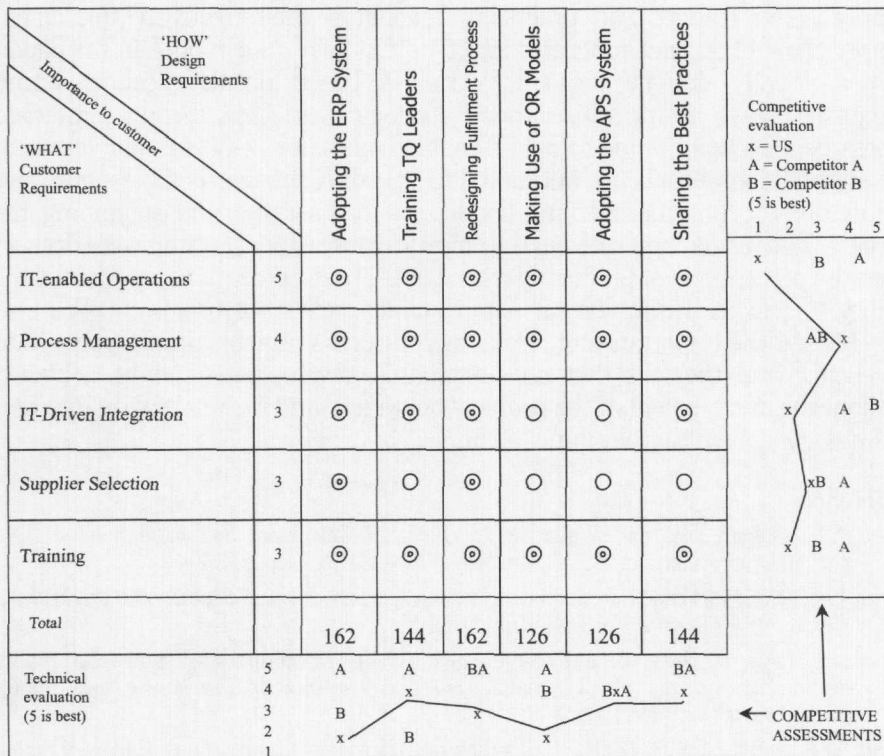 'HOW'
Design
Requirements
Importance to customer
'WHAT'
Customer
Requirements
Adopting the ERP System
Training TQ Leaders
Redesigning Fulfillment Process
Making Use of OR Models
Adopting the APS System
Sharing the Best Practices
Competitive
evaluation
x = US
A = Competitor A
B = Competitor B
(5 is best)
1 2 3 4 5
IT-enabled Operations 5 ◎ ◎ ◎ ◎ ◎ ◎ x B A
Process Management 4 ◎ ◎ ◎ ◎ ◎ ◎ AB x
IT-Driven Integration 3 ◎ ◎ ◎ ○ ○ ◎ x A B
Supplier Selection 3 ◎ ○ ◎ ○ ○ ○ xB A
Training 3 ◎ ◎ ◎ ◎ ◎ ◎ x B A
Total 162 144 162 126 126 144
Technical
evaluation
(5 is best)
A A BA A BA
4 x B BxA x
3 B x
2 x B x
1
COMPETITIVE
ASSESSMENTS